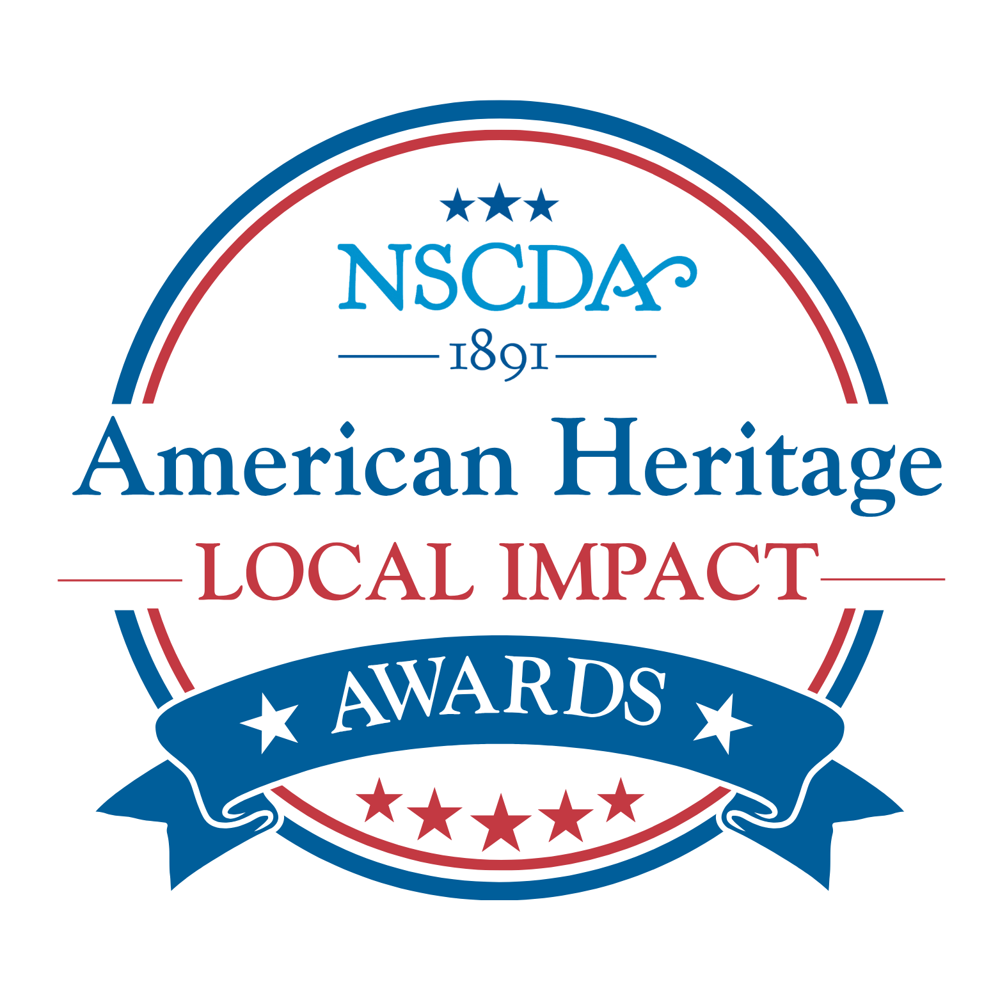 NSCDA
1891
American Heritage
LOCAL IMPACT
AWARDS